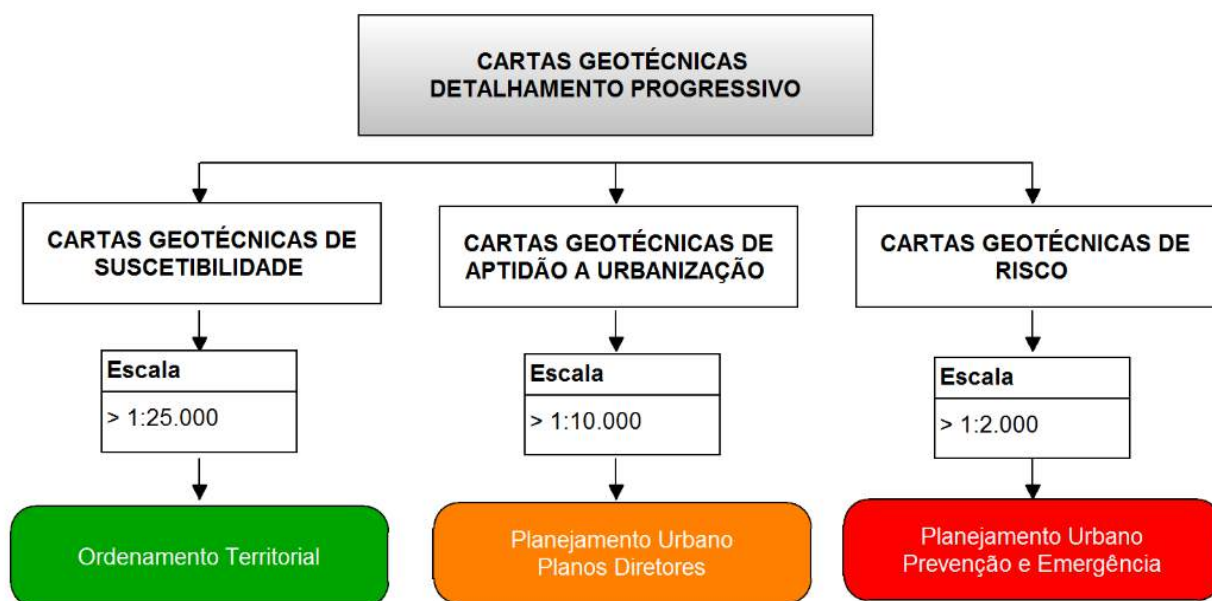 CARTAS GEOTÉCNICAS
DETALHAMENTO PROGRESSIVO
CARTAS GEOTÉCNICAS DE
SUSCETIBILIDADE
Escala
> 1:25.000
Ordenamento Territorial
CARTAS GEOTÉCNICAS DE
APTIDÃO A URBANIZAÇÃO
Escala
> 1:10.000
Planejamento Urbano
Planos Diretores
CARTAS GEOTÉCNICAS DE
RISCO
Escala
> 1:2.000
Planejamento Urbano
Prevenção e Emergência